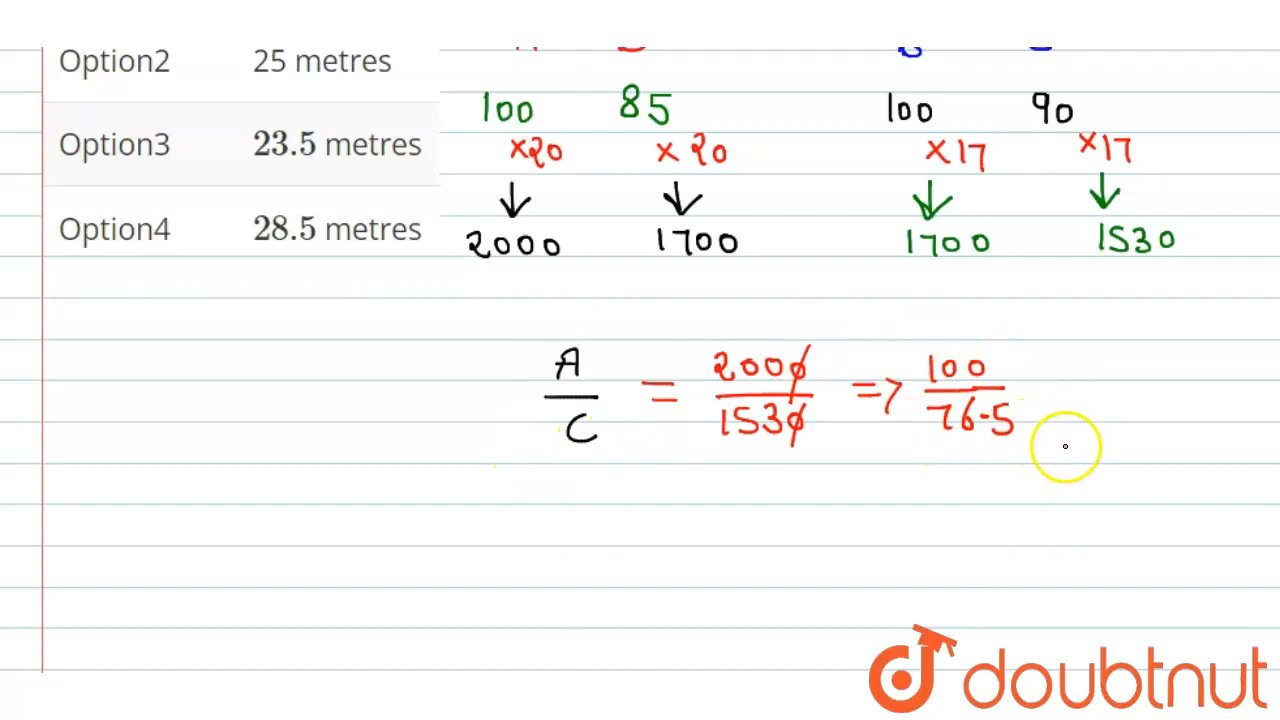 Option2 25 metres
Option3 23.5 metres
Option4 28.5 metres
100 85 100 90
×20 × 20 ×17 ×17
↓ ↓ ↓ ↓
2000 1700 1700 1530
A/C = 2000/1530 => 100/76.5
doubtnut